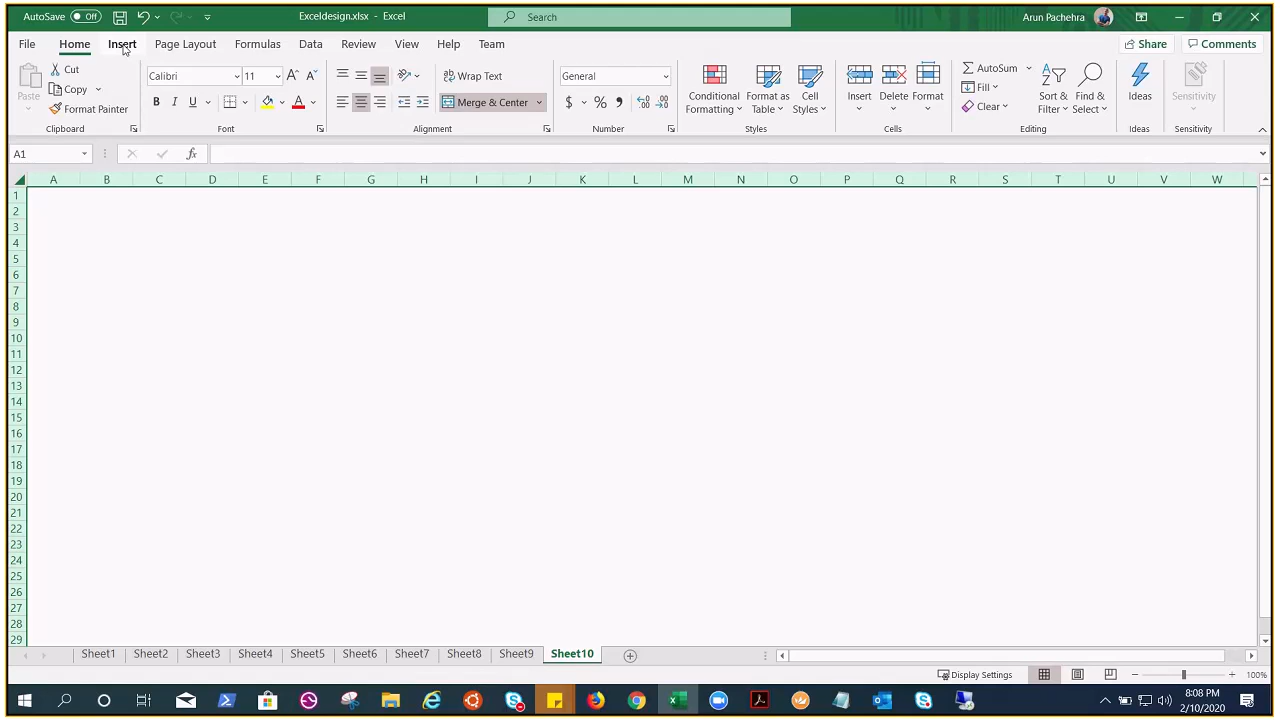 AutoSave Off Exceldesign.xlsx - Excel Search Arun Pachehra
File Home Insert Page Layout Formulas Data Review View Help Team Share Comments
Paste Cut Copy Format Painter Clipboard
Calibri 11 A A B I U A Font
Wrap Text Merge & Center Alignment
General $ % , Number
Conditional Formatting Format as Table Cell Styles Styles
Insert Delete Format Cells
AutoSum Fill Clear Sort & Filter Find & Select Editing
Ideas Ideas
Sensitivity Sensitivity
A1 fx
A B C D E F G H I J K L M N O P Q R S T U V W
1
2
3
4
5
6
7
8
9
10
11
12
13
14
15
16
17
18
19
20
21
22
23
24
25
26
27
28
29
Sheet1 Sheet2 Sheet3 Sheet4 Sheet5 Sheet6 Sheet7 Sheet8 Sheet9 Sheet10
Display Settings 100%
8:08 PM
2/10/2020